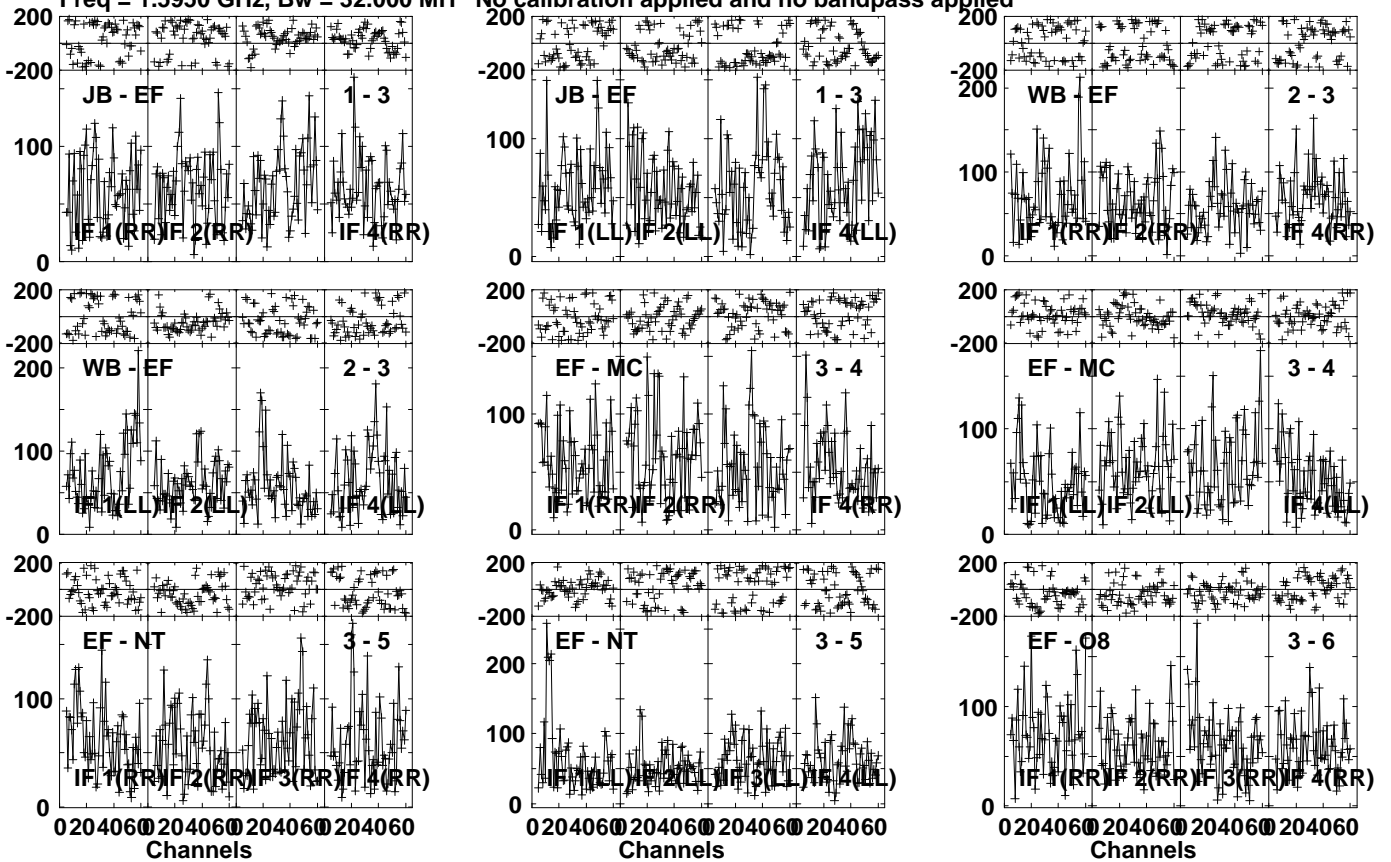 Freq = 1.5950 GHz, Bw = 32.000 MH No calibration applied and no bandpass applied
200
-200
JB - EF 1 - 3
100
IF 1(RR) IF 2(RR) IF 4(RR)
0
200
-200
JB - EF 1 - 3
100
IF 1(LL) IF 2(LL) IF 4(LL)
0
200
-200
200
WB - EF 2 - 3
100
IF 1(RR) IF 2(RR) IF 4(RR)
0
200
-200
200
WB - EF 2 - 3
100
IF 1(LL) IF 2(LL) IF 4(LL)
0
200
-200
EF - MC 3 - 4
100
IF 1(RR) IF 2(RR) IF 4(RR)
0
200
-200
EF - MC 3 - 4
100
IF 1(LL) IF 2(LL) IF 4(LL)
0
200
-200
EF - NT 3 - 5
100
IF 1(RR) IF 2(RR) IF 3(RR) IF 4(RR)
0
0 20 40 60 0 20 40 60 0 20 40 60 0 20 40 60
Channels
200
-200
EF - NT 3 - 5
200
100
IF 1(LL) IF 2(LL) IF 3(LL) IF 4(LL)
0
0 20 40 60 0 20 40 60 0 20 40 60 0 20 40 60
Channels
200
-200
EF - O8 3 - 6
100
IF 1(RR) IF 2(RR) IF 3(RR) IF 4(RR)
0
0 20 40 60 0 20 40 60 0 20 40 60 0 20 40 60
Channels